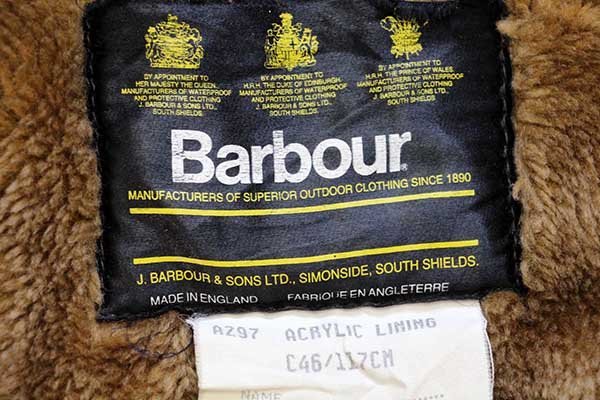 BY APPOINTMENT TO
HER MAJESTY THE QUEEN
MANUFACTURERS OF WATERPROOF
AND PROTECTIVE CLOTHING
J. BARBOUR & SONS LTD.,
SOUTH SHIELDS.
BY APPOINTMENT TO
H.R.H. THE DUKE OF EDINBURGH
MANUFACTURERS OF WATERPROOF
AND PROTECTIVE CLOTHING
J. BARBOUR & SONS LTD.,
SOUTH SHIELDS.
BY APPOINTMENT TO
H.R.H. THE PRINCE OF WALES
MANUFACTURERS OF WATERPROOF
AND PROTECTIVE CLOTHING
J. BARBOUR & SONS LTD.,
SOUTH SHIELDS.
Barbour
MANUFACTURERS OF SUPERIOR OUTDOOR CLOTHING SINCE 1890
J. BARBOUR & SONS LTD., SIMONSIDE, SOUTH SHIELDS.
MADE IN ENGLAND FABRIQUE EN ANGLETERRE
A297 ACRYLIC LINING
C46/117CM
NAME